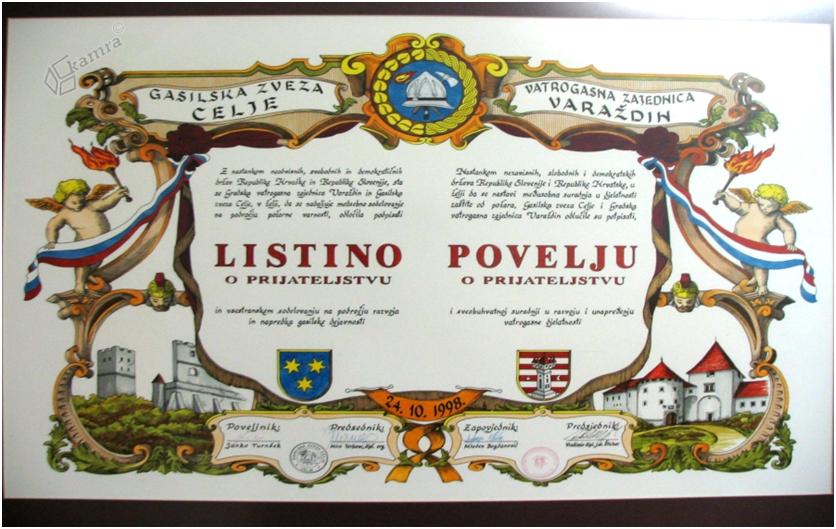 kamra
GASILSKA ZVEZA
CELJE
VATROGASNA ZAJEDNICA
VARAŽDIN
Z nastankom neodvisnih, svobodnih in demokratičnih
držav Republike Hrvaške in Republike Slovenije, sta
se Gradska vatrogasna zajednica Varaždin in Gasilska
zveza Celje, v želji, da se nadaljuje medsebno sodelovanje
na področju požarne varnosti, odločila podpisati
LISTINO
O PRIJATELJSTVU
in vsestranskem sodelovanju na področju razvoja
in napredka gasilske dejavnosti
Nastankom nezavisnih, slobodnih i demokratskih
država Republike Slovenije i Republike Hrvatske, u
želji da se nastavi međusobna suradnja u djelatnosti
zaštite od požara, Gasilska zveza Celje i Gradska
vatrogasna zajednica Varaždin odlučile su potpisati,
POVELJU
O PRIJATELJSTVU
i sveobuhvatnoj suradnji u razvoju i unapređenju
vatrogasne djelatnosti
24. 10. 1998.
Poveljnik:
Janko Turnšek
Predsednik:
Zapovjednik:
Mladen Bogdanović
Predsjednik: